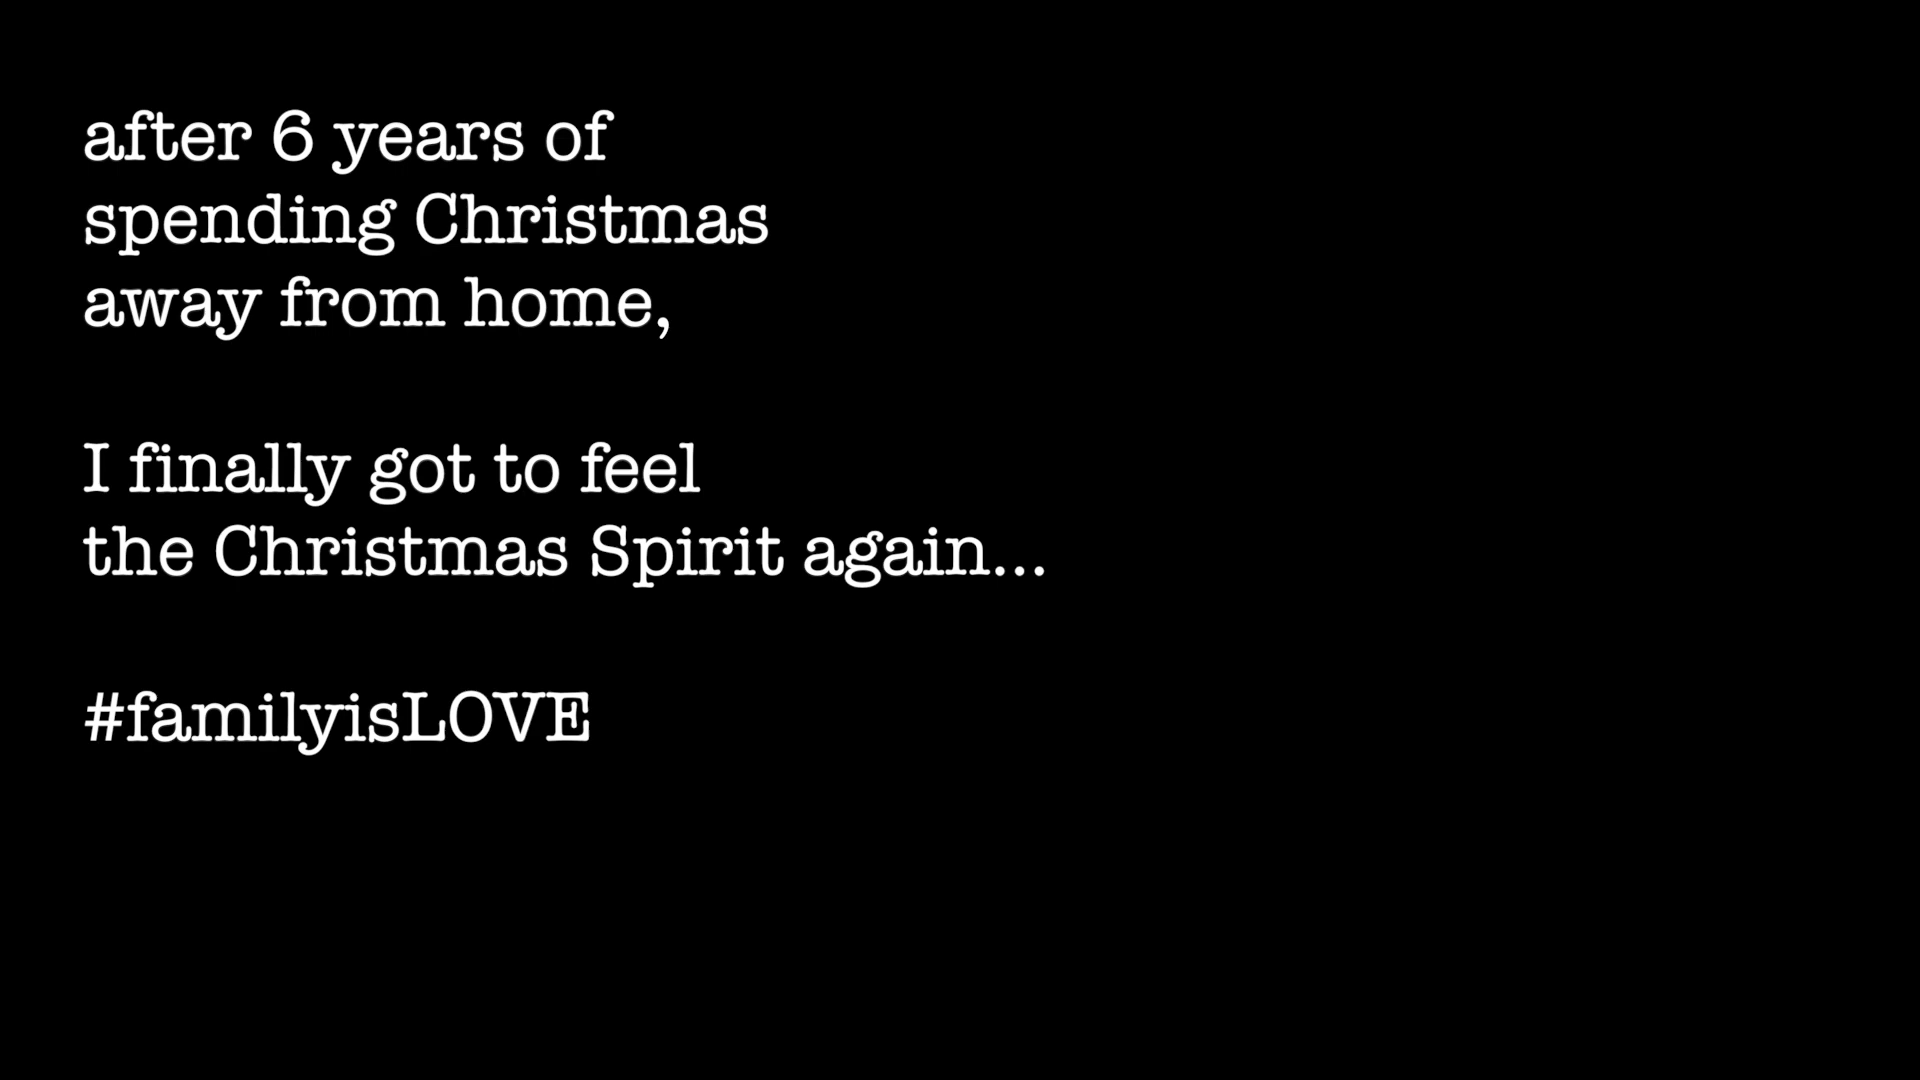 after 6 years of
spending Christmas
away from home,
I finally got to feel
the Christmas Spirit again...
#familyisLOVE